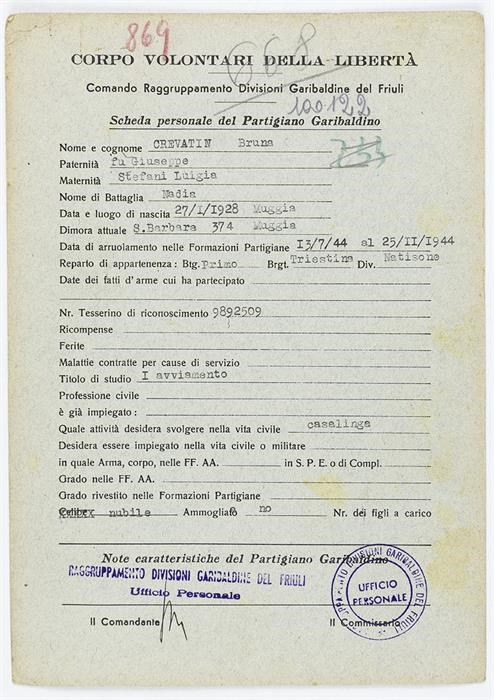 869
668
CORPO VOLONTARI DELLA LIBERTÀ
Comando Raggruppamento Divisioni Garibaldine del Friuli
100122
Scheda personale del Partigiano Garibaldino
Nome e cognome CREVATIN Bruna
Paternità fu Giuseppe
Maternità Stefani Luigia
Nome di Battaglia Nadia
Data e luogo di nascita 27/I/1928 Muggia
Dimora attuale S.Barbara 374 Muggia
Data di arruolamento nelle Formazioni Partigiane I3/7/44 al 25/II/1944
Reparto di appartenenza : Btg. primo Brgt. Triestina Div. Natisone
Date dei fatti d'arme cui ha partecipato
Nr. Tesserino di riconoscimento 9892509
Ricompense
Ferite
Malattie contratte per cause di servizio
Titolo di studio I avviamento
Professione civile
è già impiegato :
Quale attività desidera svolgere nella vita civile casalinga
Desidera essere impiegato nella vita civile o militare
in quale Arma, corpo, nelle FF. AA. in S. P. E. o di Compl.
Grado nelle FF. AA.
Grado rivestito nelle Formazioni Partigiane
Celibe nubile Ammogliato no Nr. dei figli a carico
Note caratteristiche del Partigiano Garibaldino
RAGGRUPPAMENTO DIVISIONI GARIBALDINE DEL FRIULI
Ufficio Personale
UFFICIO
PERSONALE
Il Comandante Il Commissario